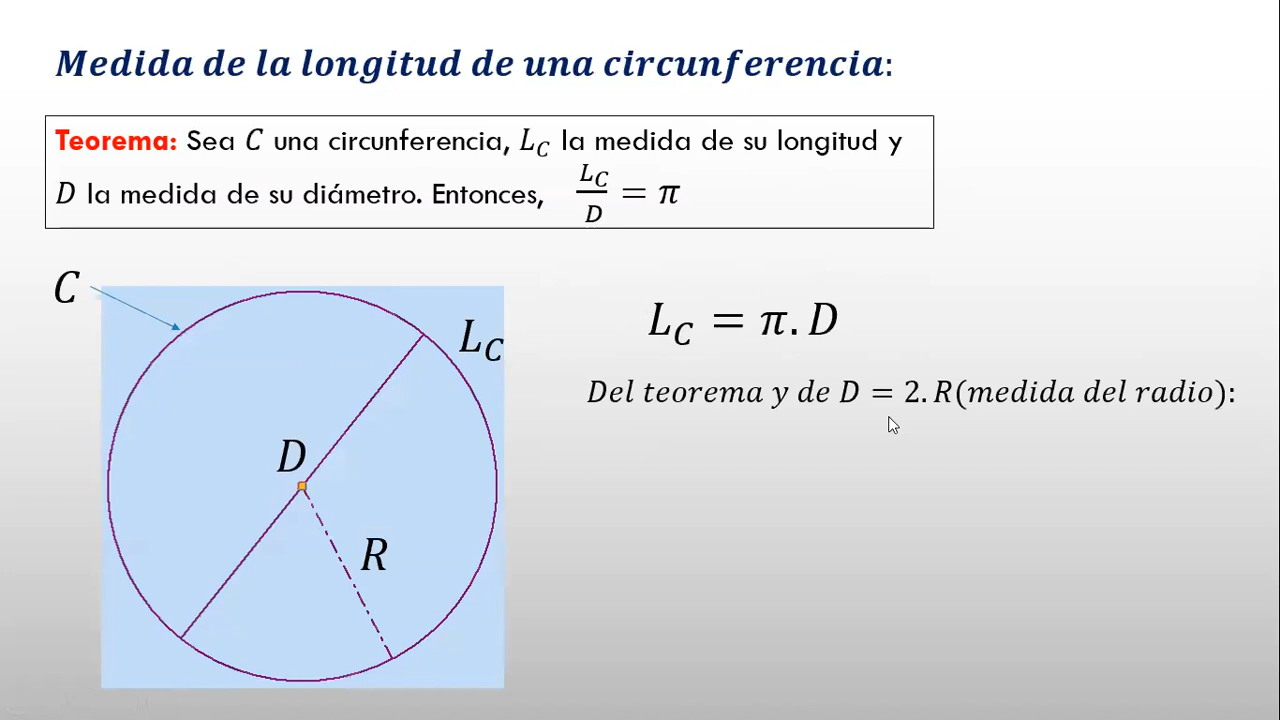 Medida de la longitud de una circunferencia:
Teorema: Sea C una circunferencia, L_C la medida de su longitud y
D la medida de su diámetro. Entonces, L_C/D = π
C
L_C
L_C = π. D
Del teorema y de D = 2. R(medida del radio):
D
R